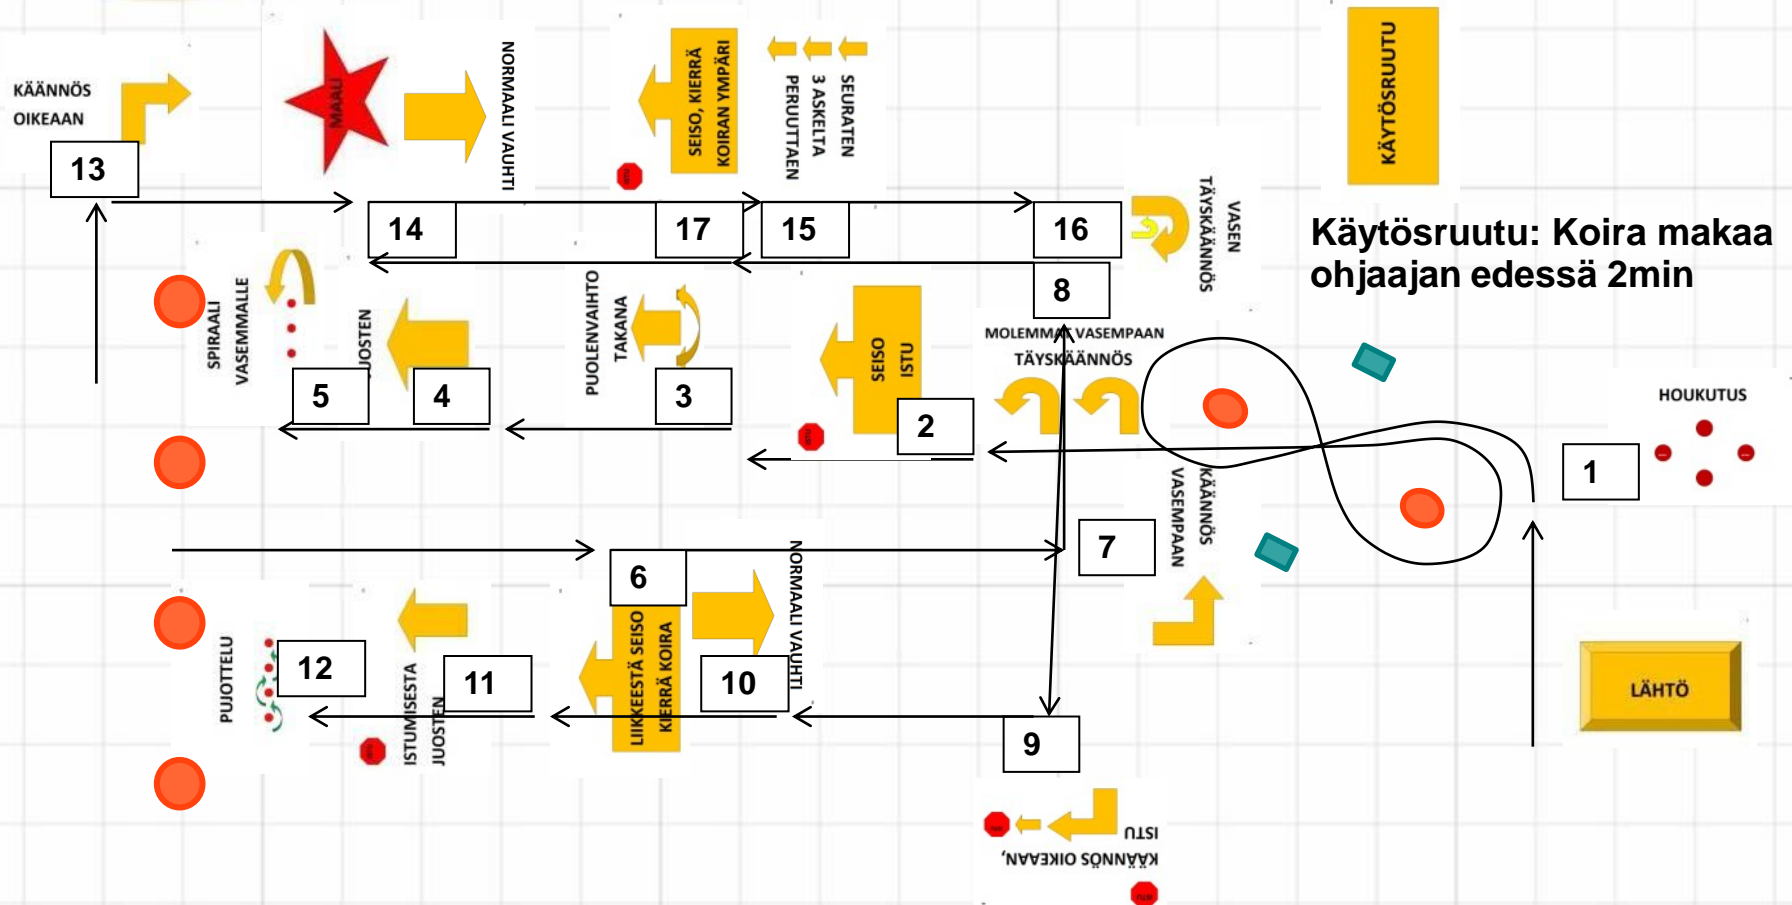 KÄÄNNÖS
OIKEAAN
13
MAALI
NORMAALI VAUHTI
SEISO, KIERRÄ
KOIRAN YMPÄRI
SEURATEN
3 ASKELTA
PERUUTTAEN
KÄYTÖSRUUTU
VASEN
TÄYSKÄÄNNÖS
14
17
15
16
Käytösruutu: Koira makaa
ohjaajan edessä 2min
SPIRAALI
VASEMMALLE
5
JUOSTEN
4
PUOLENVAIHTO
TAKANA
3
SEISO
ISTU
2
8
MOLEMMAT VASEMPAAN
TÄYSKÄÄNNÖS
HOUKUTUS
1
KÄÄNNÖS
VASEMPAAN
7
6
NORMAALI VAUHTI
PUJOTTELU
12
ISTUMISESTA
JUOSTEN
11
LIIKKEESTÄ SEISO
KIERRÄ KOIRA
10
LÄHTÖ
9
KÄÄNNÖS OIKEAAN,
ISTU